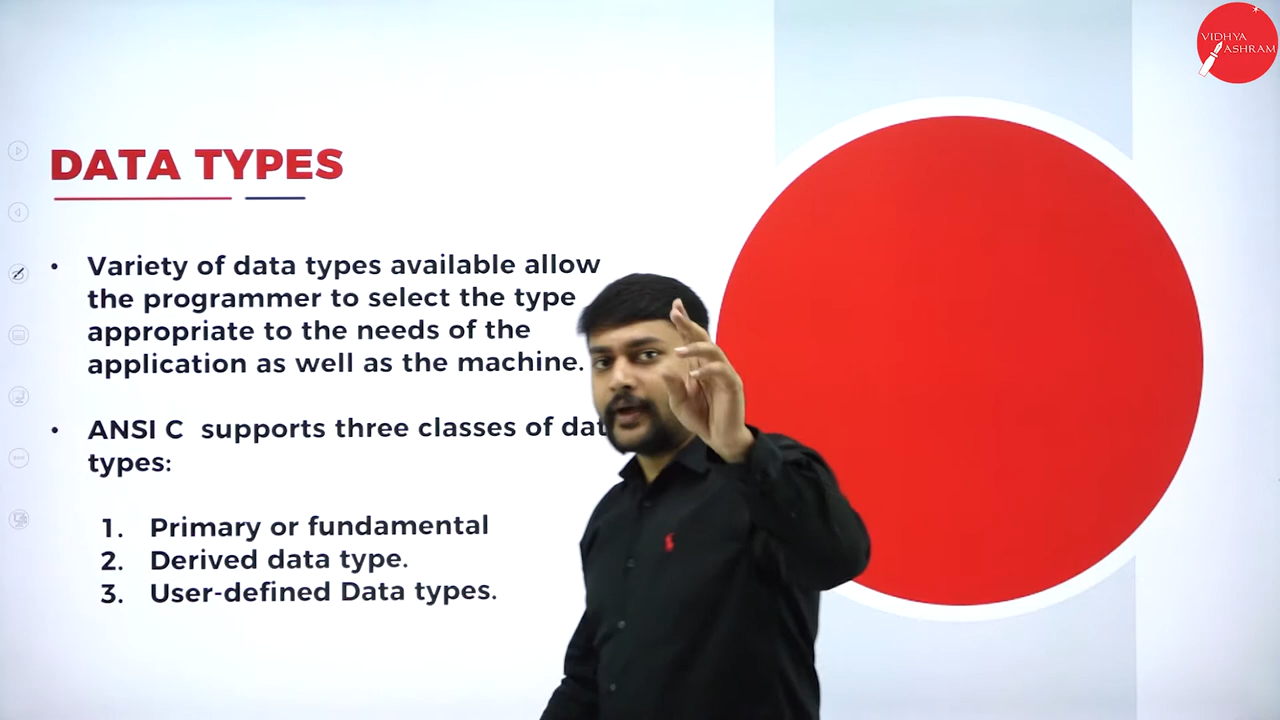 VIDHYA
ASHRAM
DATA TYPES
• Variety of data types available allow
the programmer to select the type
appropriate to the needs of the
application as well as the machine.
• ANSI C supports three classes of dat
types:
1. Primary or fundamental
2. Derived data type.
3. User-defined Data types.